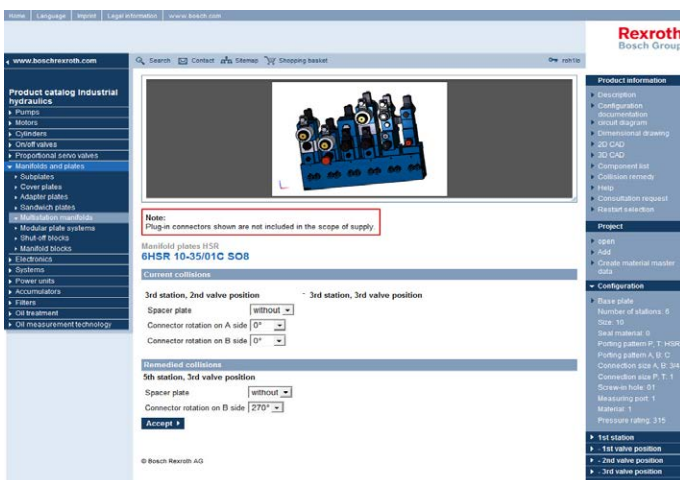 Home | Language | Imprint | Legal information | www.bosch.com
Rexroth
Bosch Group
www.boschrexroth.com
Search Contact Sitemap Shopping basket
Product catalog Industrial
hydraulics
Pumps
Motors
Cylinders
On/off valves
Proportional servo valves
Manifolds and plates
Subplates
Cover plates
Adapter plates
Sandwich plates
Multistation manifolds
Modular plate systems
Shut-off blocks
Manifold blocks
Electronics
Systems
Power units
Accumulators
Filters
Oil treatment
Oil measurement technology
Note:
Plug-in connectors shown are not included in the scope of supply.
Manifold plates HSR
6HSR 10-35/01C SO8
Current collisions
3rd station, 2nd valve position - 3rd station, 3rd valve position
Spacer plate without
Connector rotation on A side 0°
Connector rotation on B side 0°
Remedied collisions
5th station, 3rd valve position
Spacer plate without
Connector rotation on B side 270°
Accept
© Bosch Rexroth AG
Product information
Description
Configuration
documentation
circuit diagram
Dimensional drawing
2D CAD
3D CAD
Component list
Collision remedy
Help
Consultation request
Restart selection
Project
open
Add
Create material master
data
Configuration
Base plate
Number of stations: 6
Size: 10
Seal material: 0
Porting pattern P, T: HSR
Porting pattern A, B: C
Connection size A, B: 3/4
Connection size P, T: 1
Screw-in hole: 01
Measuring port: 1
Material: 1
Pressure rating: 315
1st station
- 1st valve position
- 2nd valve position
- 3rd valve position